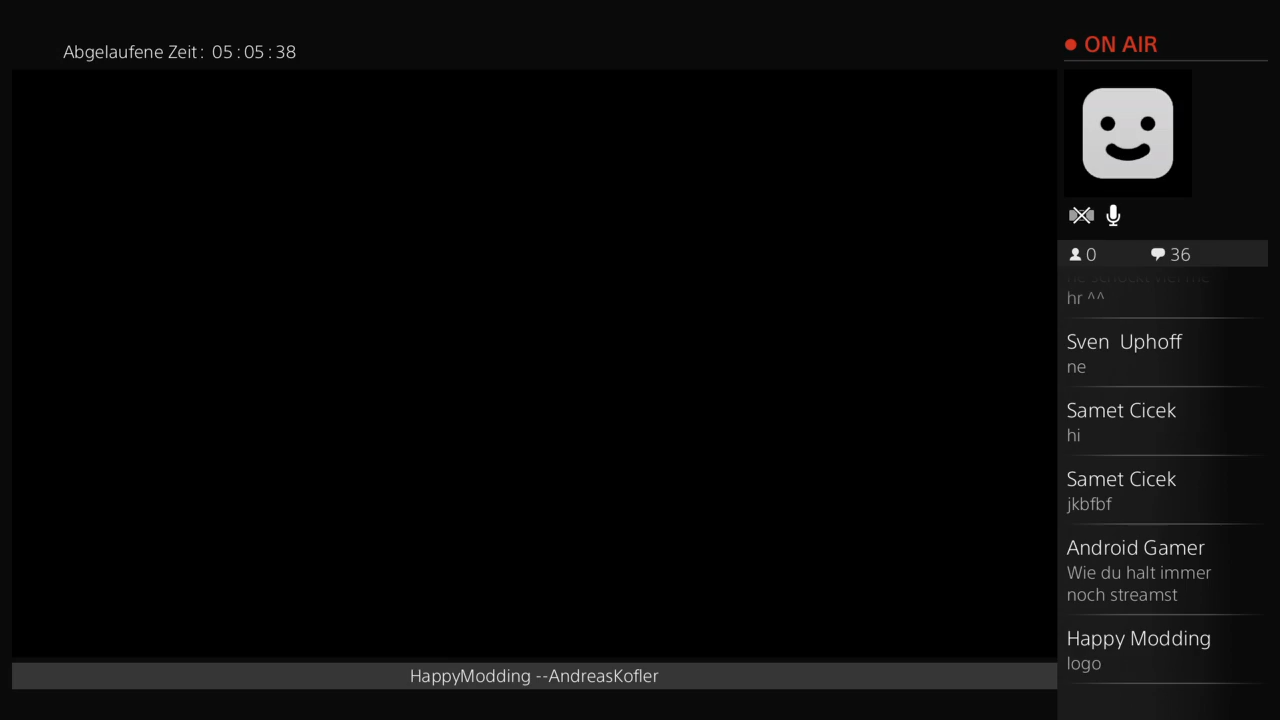 Abgelaufene Zeit: 05:05:38
ON AIR
0 36
hr ^^
Sven Uphoff
ne
Samet Cicek
hi
Samet Cicek
jkbfbf
Android Gamer
Wie du halt immer
noch streamst
Happy Modding
logo
HappyModding --AndreasKofler